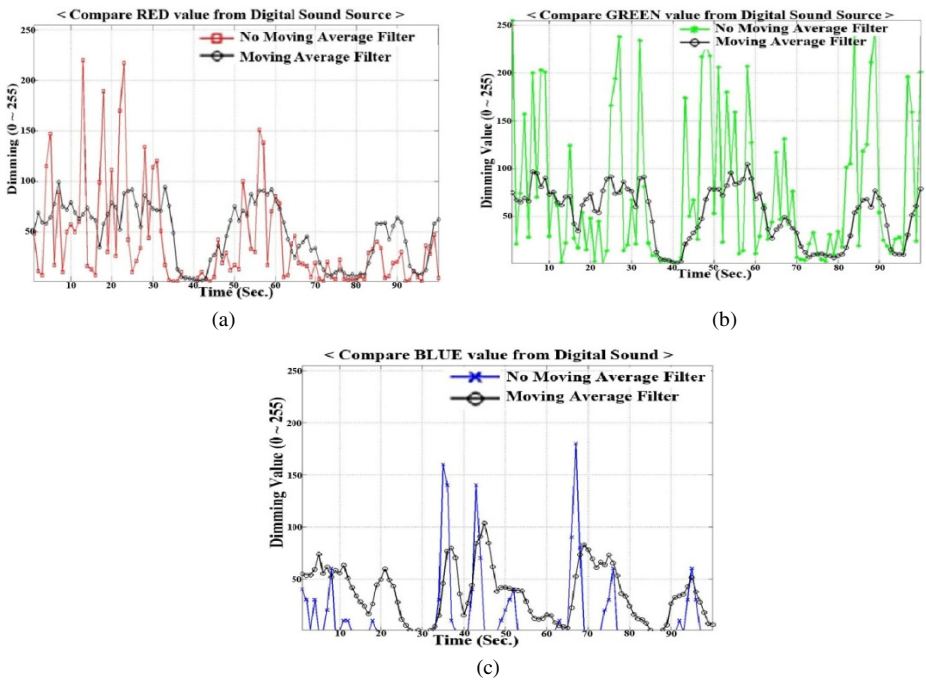 < Compare RED value from Digital Sound Source >
No Moving Average Filter
Moving Average Filter
Dimming (0 ~ 255)
250
200
150
100
50
10 20 30 40 50 60 70 80 90
Time (Sec.)
(a)
< Compare GREEN value from Digital Sound Source >
No Moving Average Filter
Moving Average Filter
Dimming Value (0 ~ 255)
250
200
150
100
50
10 20 30 40 50 60 70 80 90
Time (Sec.)
(b)
< Compare BLUE value from Digital Sound >
No Moving Average Filter
Moving Average Filter
Dimming Value (0 ~ 255)
250
200
150
100
50
10 20 30 40 50 60 70 80 90
Time (Sec.)
(c)